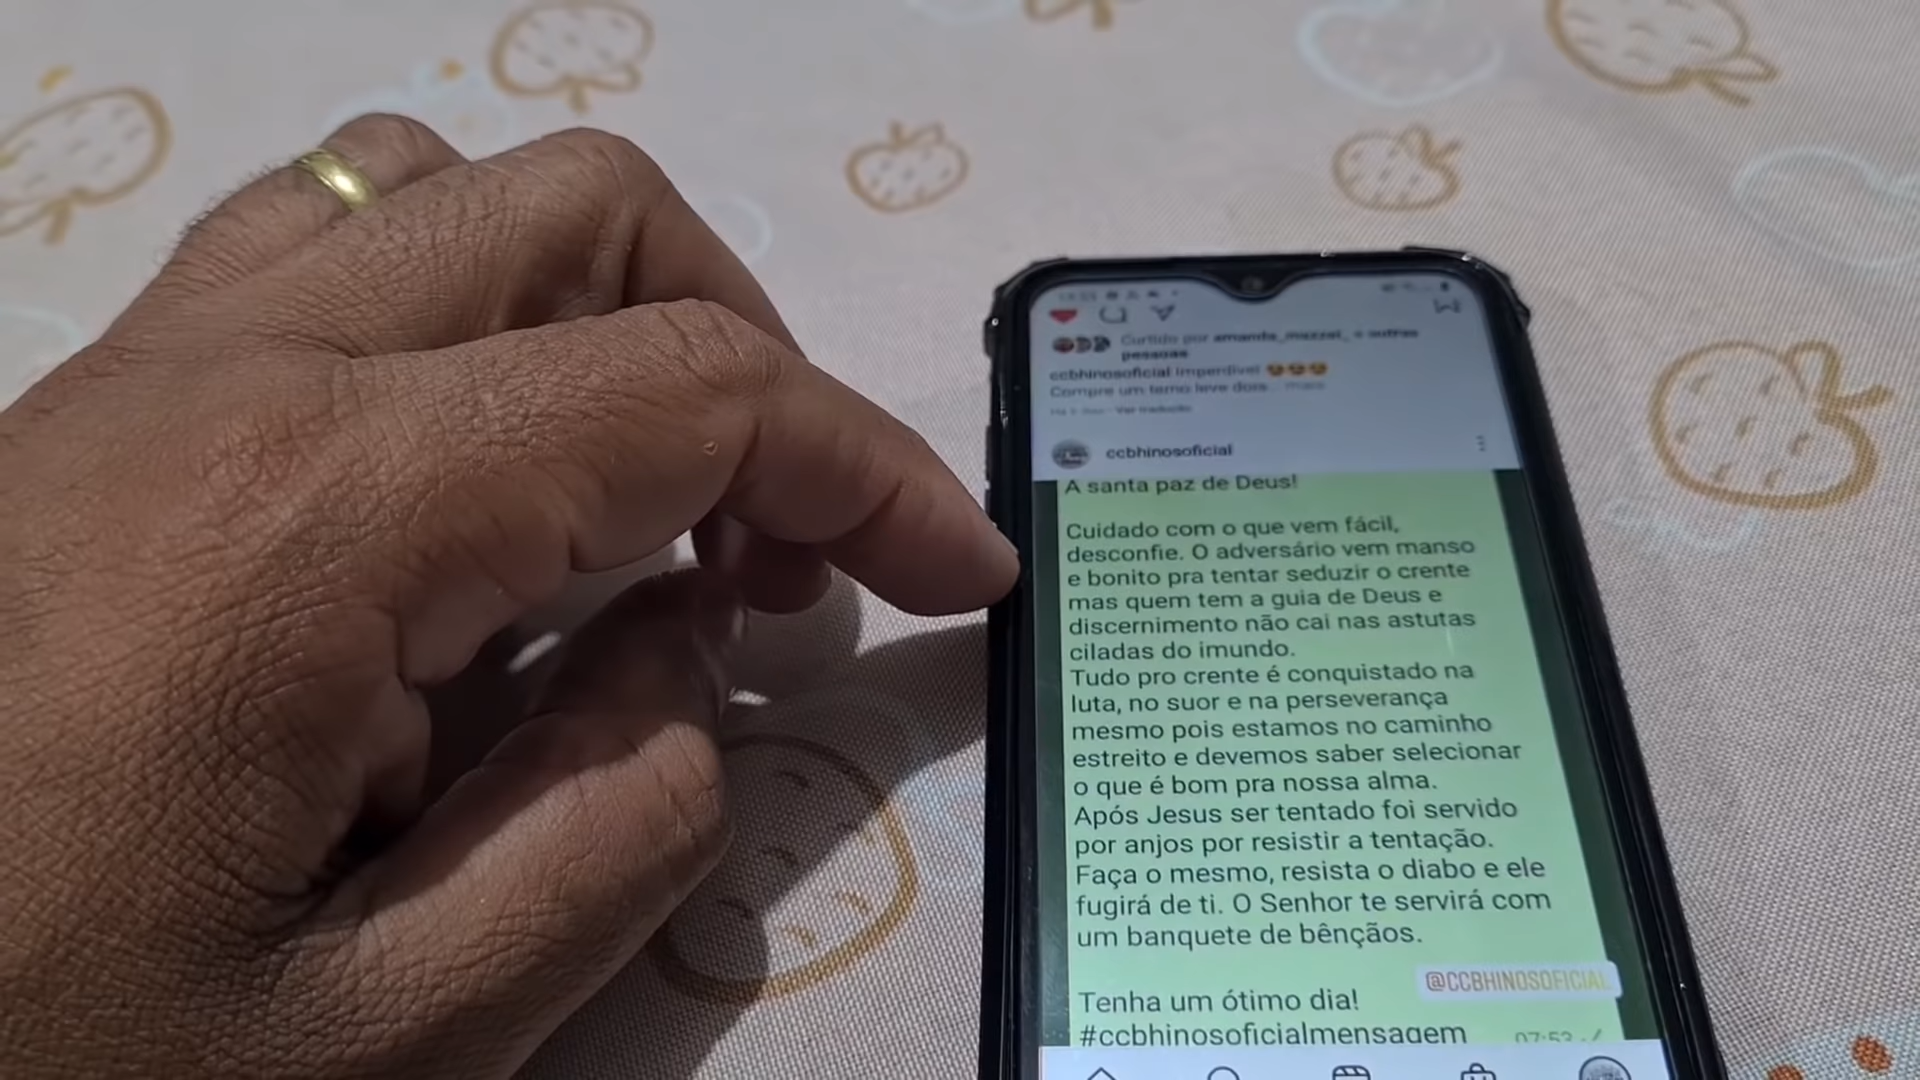 Curtido por amanda_mazzei_ e outras
pessoas
ccbhinosoficial Imperdível
Compre um terno leve dois... mais
Ver tradução
ccbhinosoficial
A santa paz de Deus!
Cuidado com o que vem fácil,
desconfie. O adversário vem manso
e bonito pra tentar seduzir o crente
mas quem tem a guia de Deus e
discernimento não cai nas astutas
ciladas do imundo.
Tudo pro crente é conquistado na
luta, no suor e na perseverança
mesmo pois estamos no caminho
estreito e devemos saber selecionar
o que é bom pra nossa alma.
Após Jesus ser tentado foi servido
por anjos por resistir a tentação.
Faça o mesmo, resista o diabo e ele
fugirá de ti. O Senhor te servirá com
um banquete de bênçãos.
@CCBHINOSOFICIAL
Tenha um ótimo dia!
#ccbhinosoficialmensagem
07:53